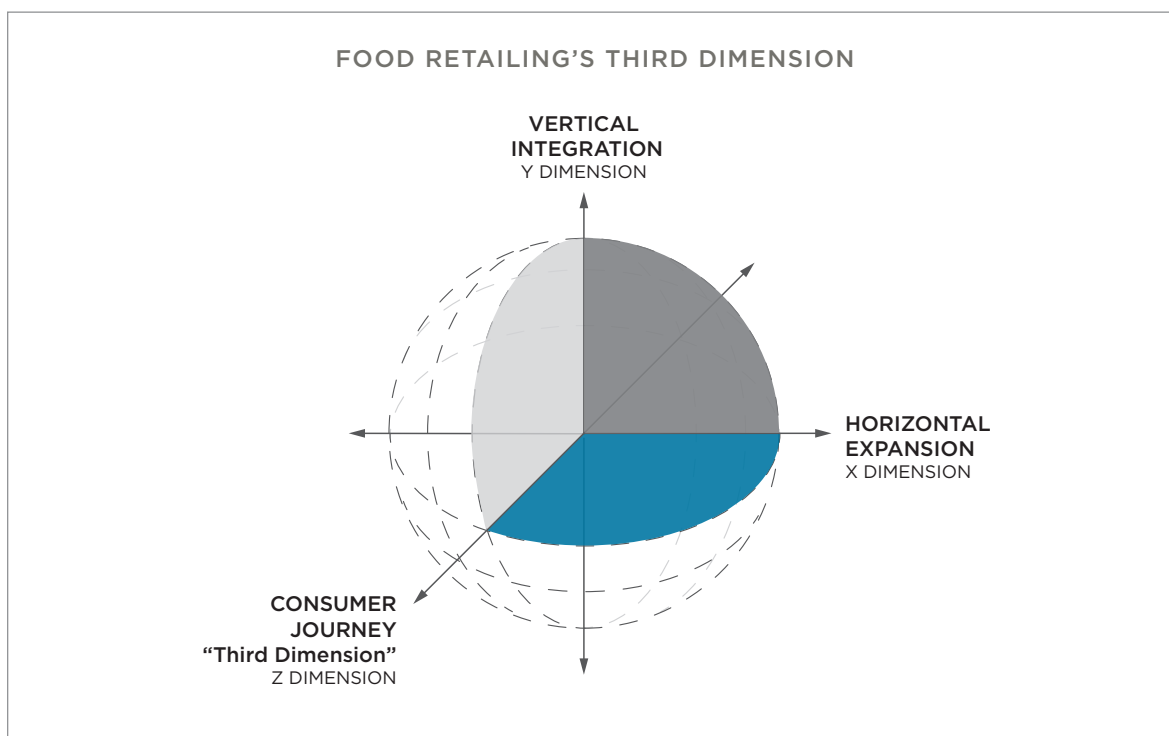 FOOD RETAILING’S THIRD DIMENSION
VERTICAL
INTEGRATION
Y DIMENSION
HORIZONTAL
EXPANSION
X DIMENSION
CONSUMER
JOURNEY
“Third Dimension”
Z DIMENSION